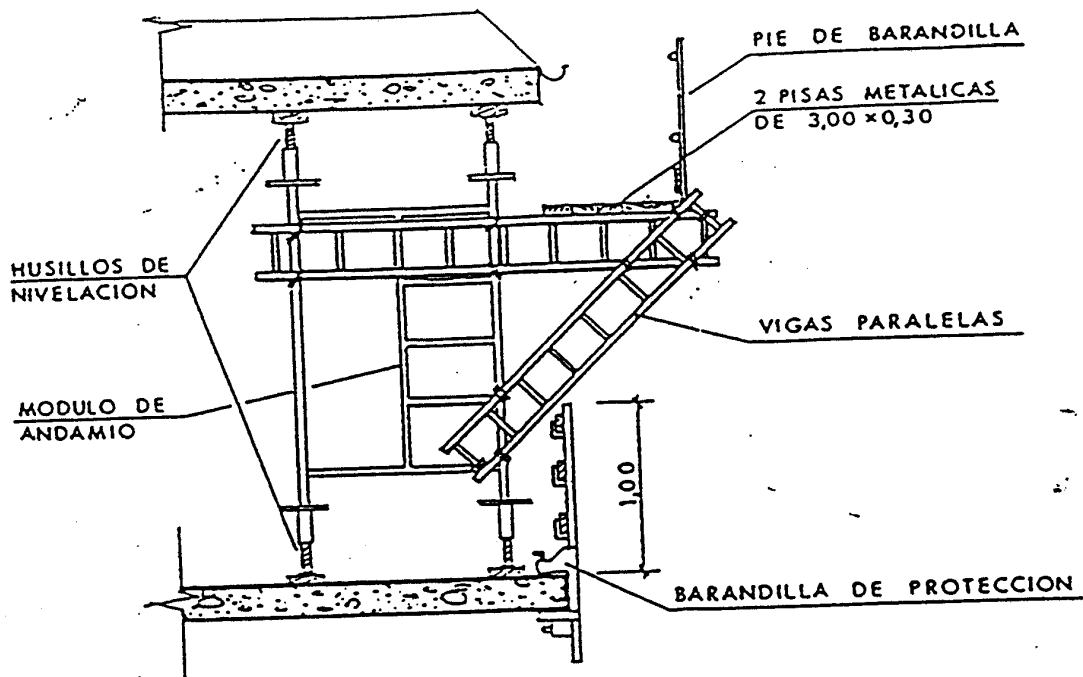 PIE DE BARANDILLA
2 PISAS METALICAS
DE 3,00 x 0,30
HUSILLOS DE
NIVELACION
VIGAS PARALELAS
MODULO DE
ANDAMIO
1,00
BARANDILLA DE PROTECCION